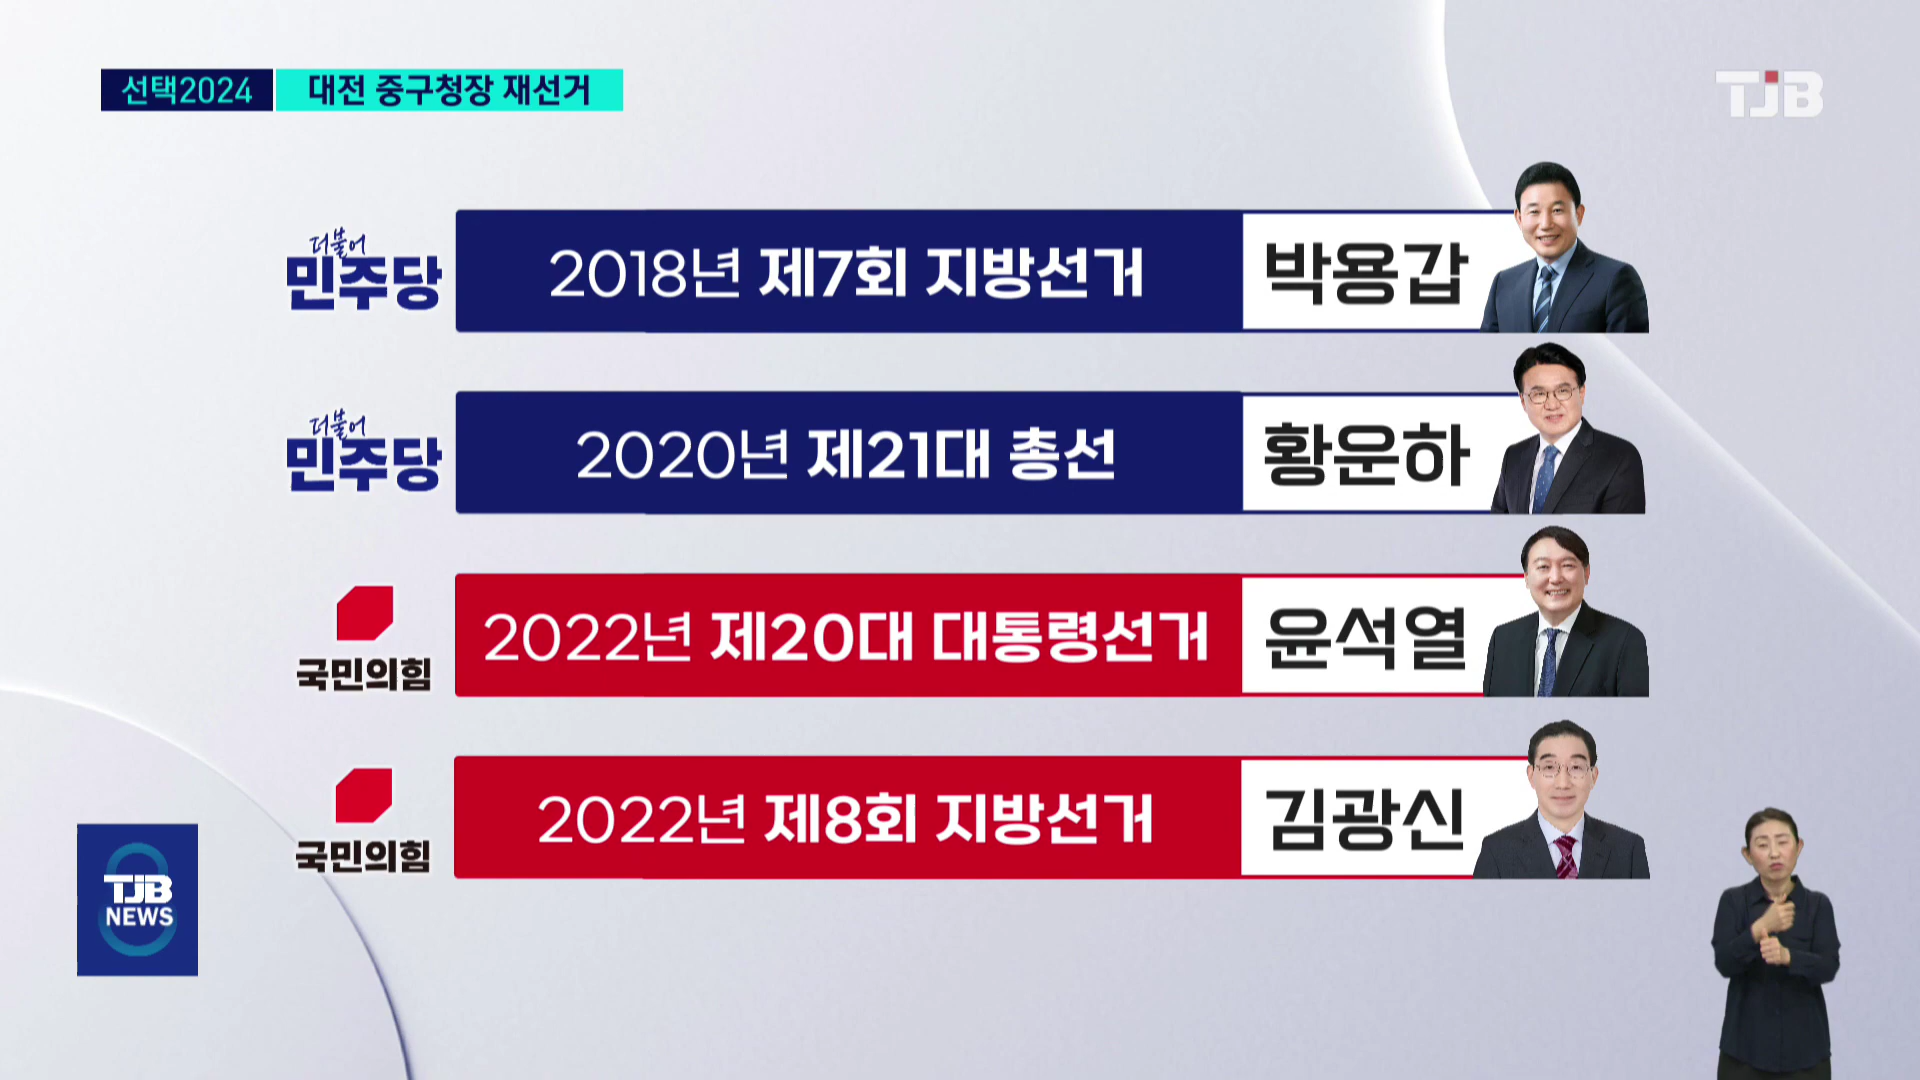 선택2024 대전 중구청장 재선거
TJB
더불어
민주당
2018년 제7회 지방선거 박용갑
더불어
민주당
2020년 제21대 총선 황운하
국민의힘
2022년 제20대 대통령선거 윤석열
국민의힘
2022년 제8회 지방선거 김광신
TJB
NEWS
8